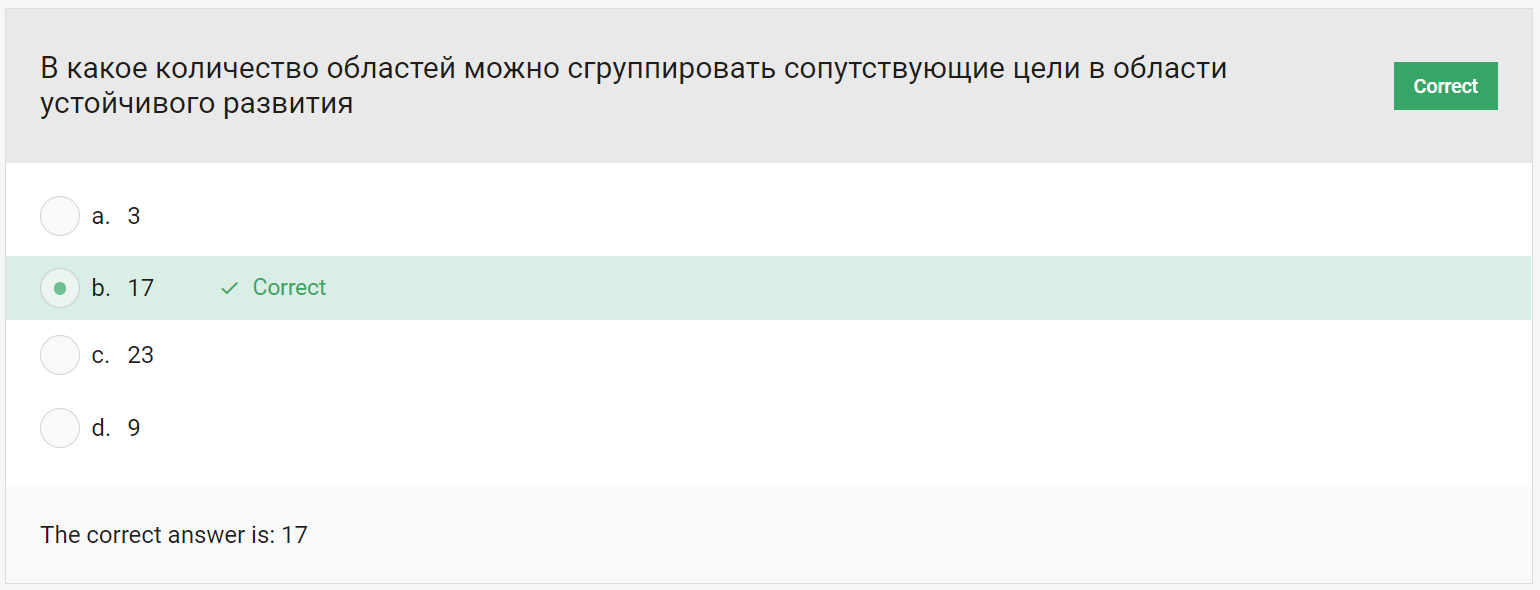 В какое количество областей можно сгруппировать сопутствующие цели в области
устойчивого развития
Correct
a. 3
b. 17 ✓ Correct
c. 23
d. 9
The correct answer is: 17